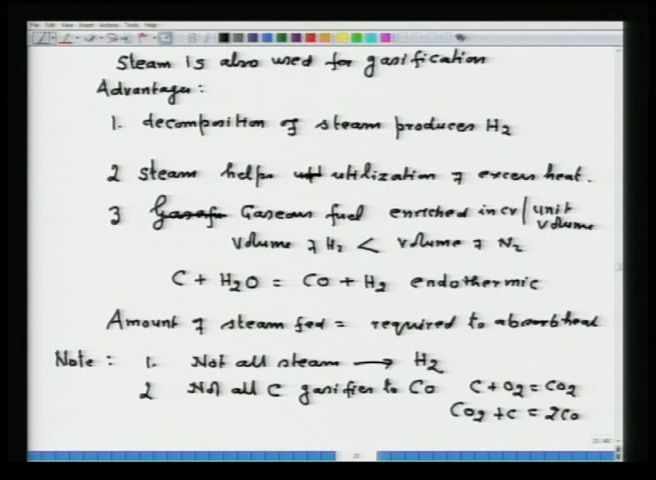 Steam is also used for gasification
Advantages:
1. decomposition of steam produces H2
2 steam helps utilization of excess heat.
3 Gaseous fuel enriched in CV/unit volume
Volume of H2 < volume of N2
C + H2O = CO + H2 endothermic
Amount of steam fed = required to absorb heat
Note : 1. Not all steam → H2
2 Not all C gasifies to CO C + O2 = CO2
CO2 + C = 2CO